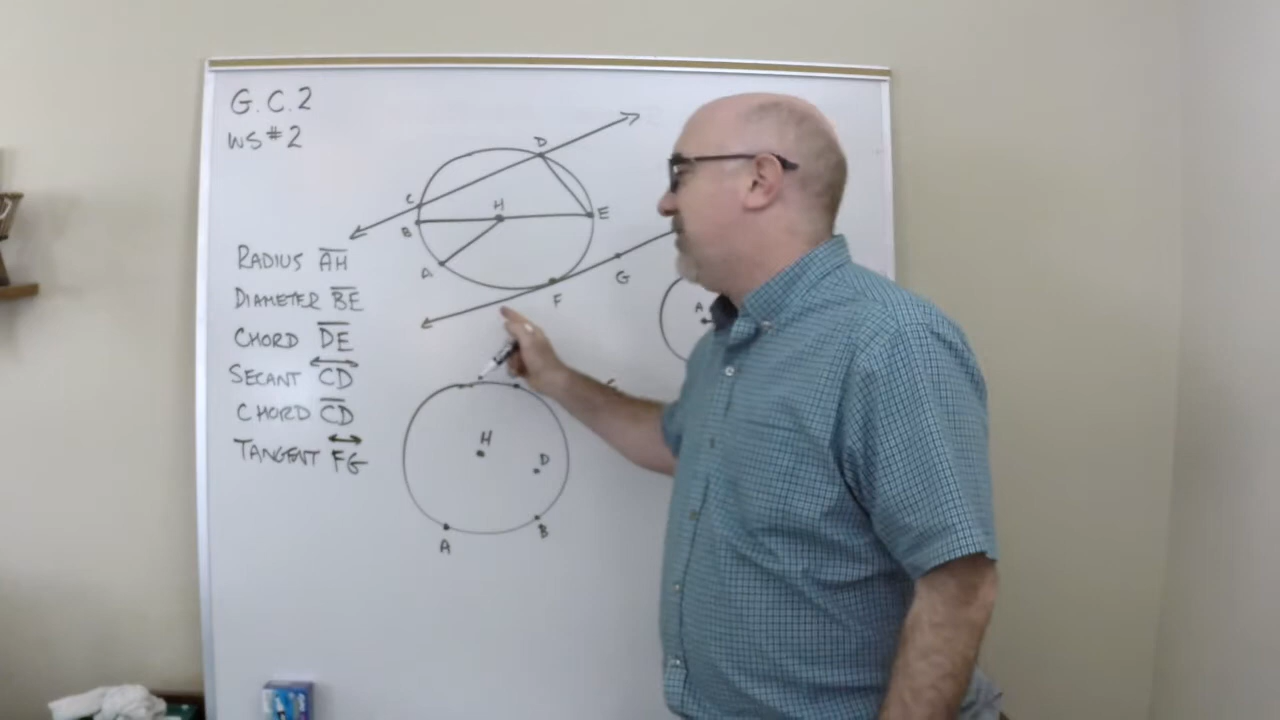 G.C.2
WS#2
RADIUS AH
DIAMETER BE
CHORD DE
SECANT CD
CHORD CD
TANGENT FG
D
C
H
E
B
A
G
F
A
H
D
A
B